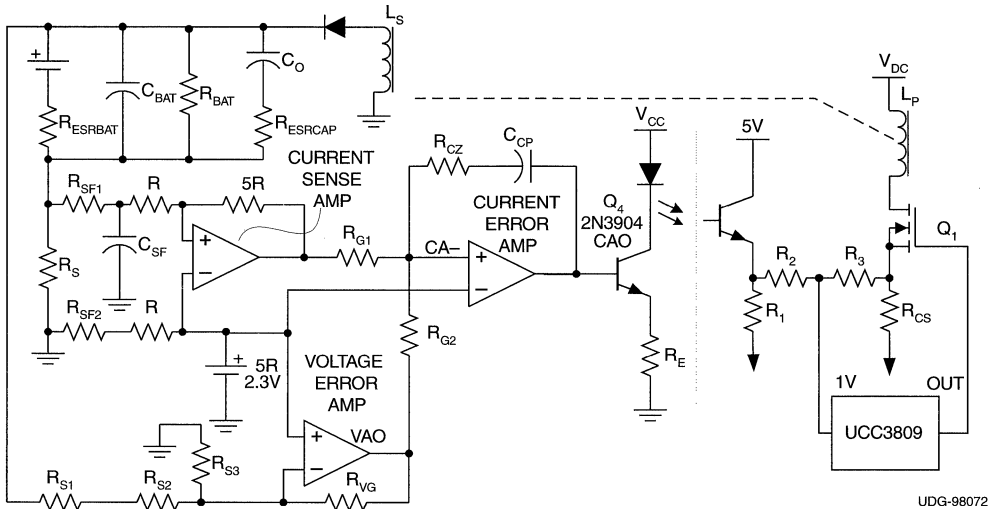 L_S
+
C_BAT
R_BAT
C_O
R_ESRBAT
R_ESRCAP
V_DC
L_P
V_CC
5V
R_CZ
C_CP
CURRENT
SENSE
AMP
R_SF1
R
5R
CURRENT
ERROR
AMP
Q_4
2N3904
CAO
Q_1
C_SF
+
−
R_G1
CA−
+
−
R_2
R_3
R_S
R_SF2
R
R_G2
R_1
R_CS
+
5R
2.3V
VOLTAGE
ERROR
AMP
R_E
1V
OUT
UCC3809
R_S3
+
−
VAO
R_S1
R_S2
R_VG
UDG-98072